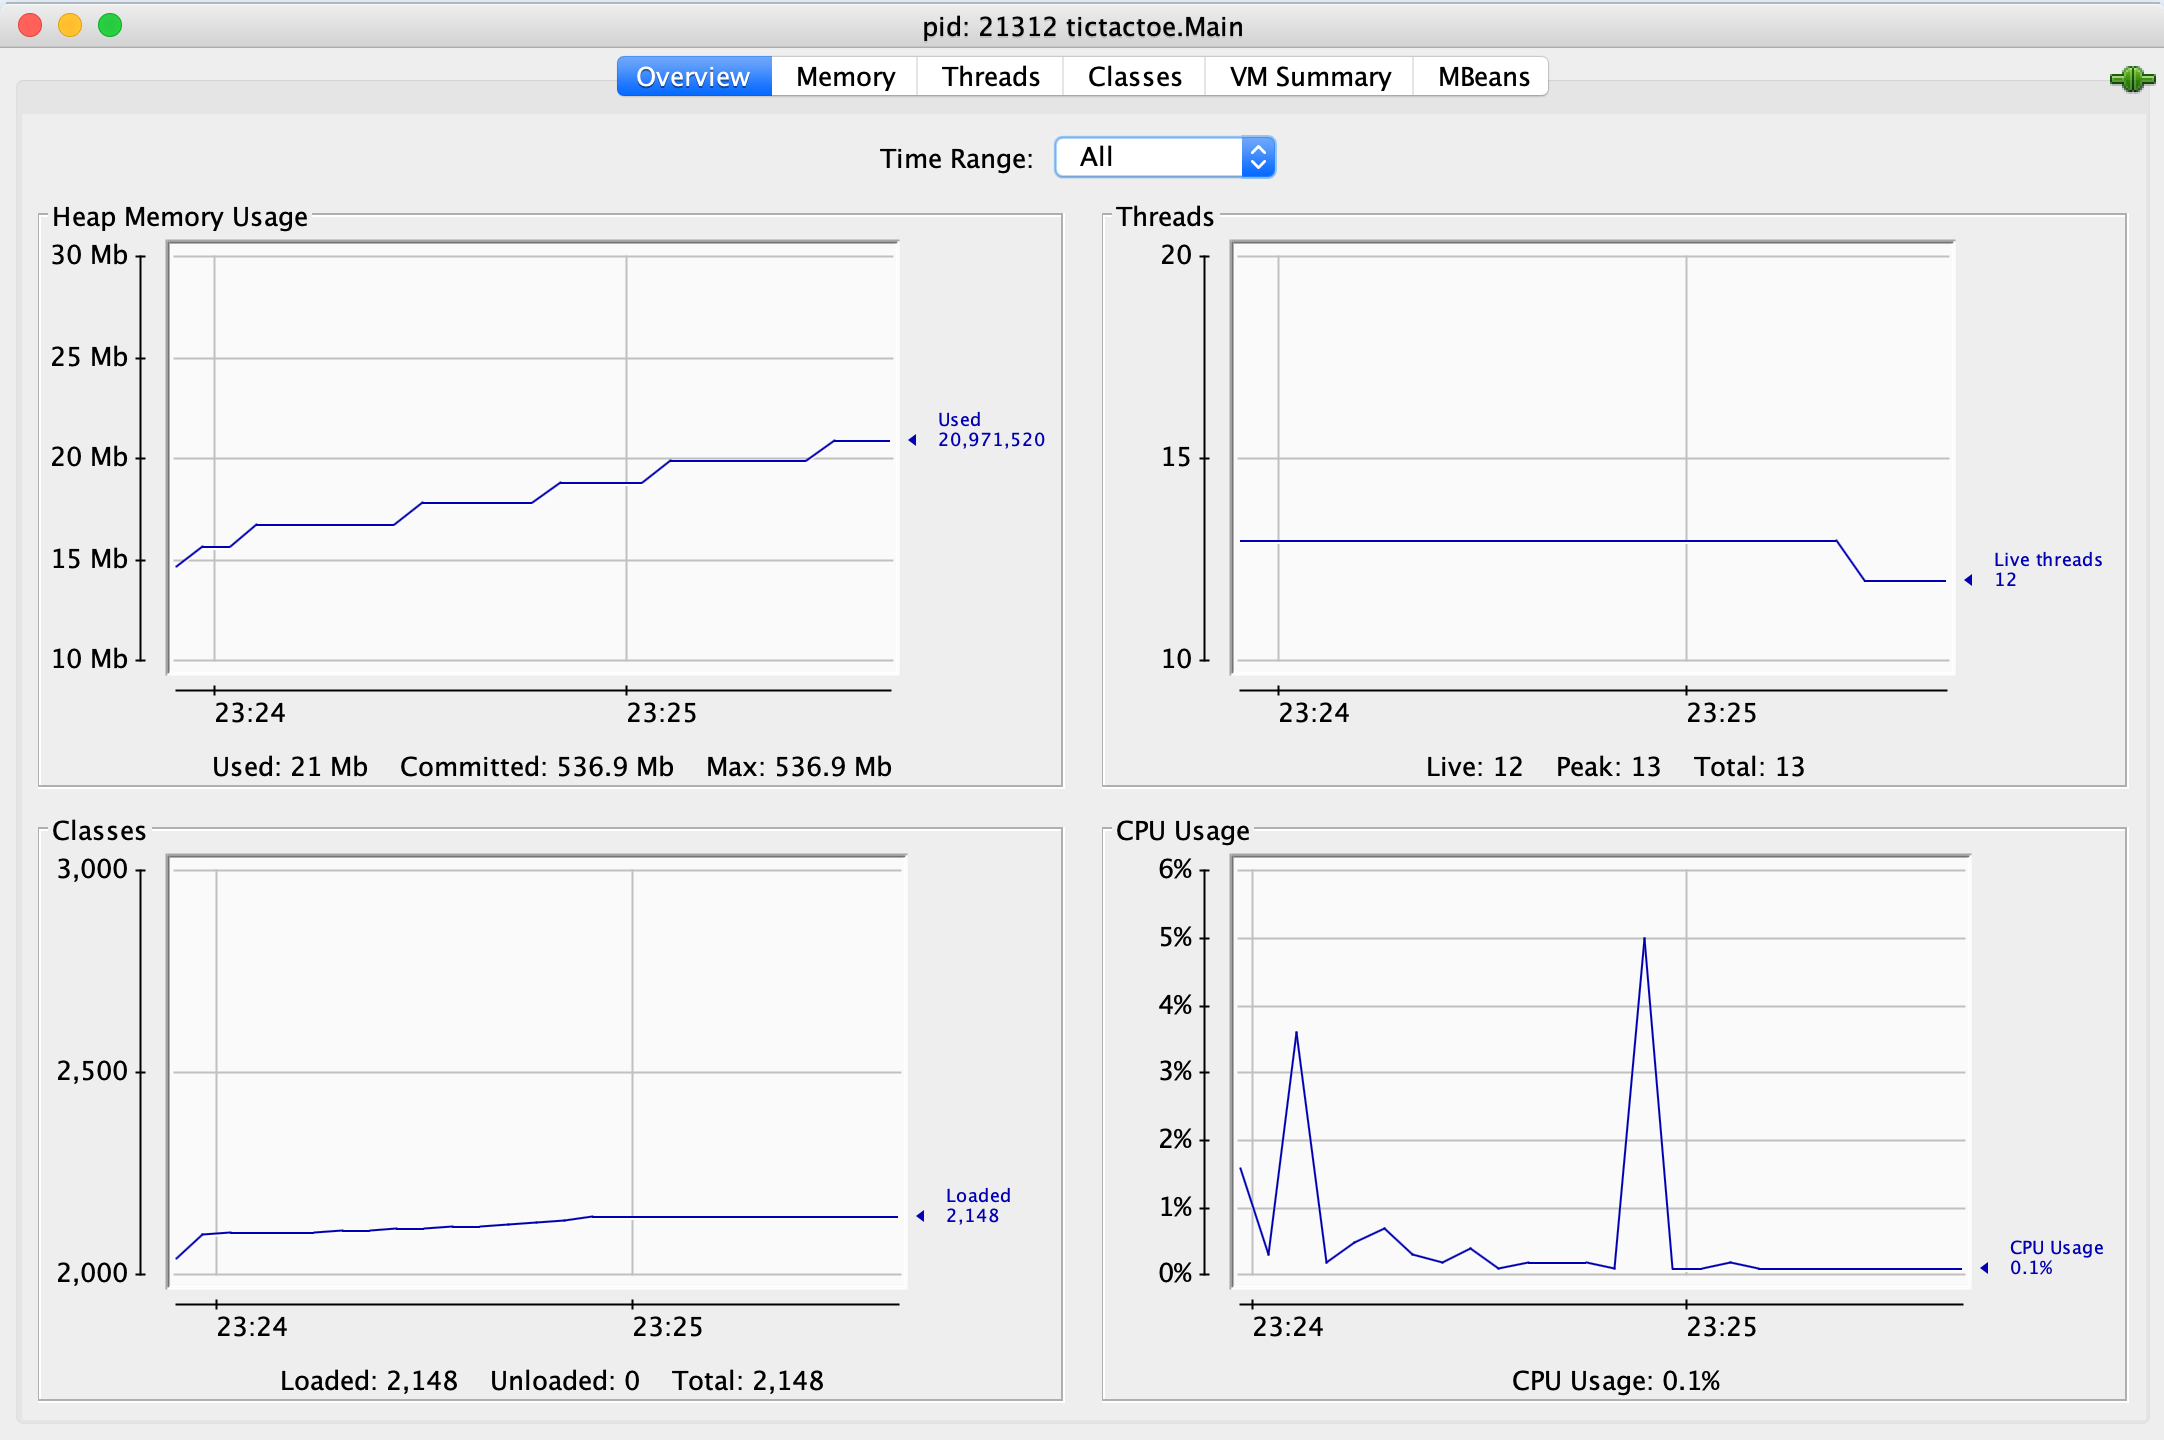 pid: 21312 tictactoe.Main
Overview Memory Threads Classes VM Summary MBeans
Time Range: All
Heap Memory Usage
30 Mb
25 Mb
20 Mb
15 Mb
10 Mb
Used
20,971,520
23:24 23:25
Used: 21 Mb Committed: 536.9 Mb Max: 536.9 Mb
Threads
20
15
10
Live threads
12
23:24 23:25
Live: 12 Peak: 13 Total: 13
Classes
3,000
2,500
2,000
Loaded
2,148
23:24 23:25
Loaded: 2,148 Unloaded: 0 Total: 2,148
CPU Usage
6%
5%
4%
3%
2%
1%
0%
CPU Usage
0.1%
23:24 23:25
CPU Usage: 0.1%